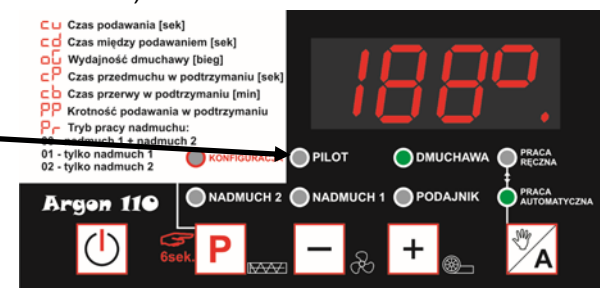 cu Czas podawania [sek]
cd Czas między podawaniem [sek]
oC Wydajność dmuchawy [bieg]
cP Czas przedmuchu w podtrzymaniu [sek]
cb Czas przerwy w podtrzymaniu [min]
PP Krotność podawania w podtrzymaniu
Pr Tryb pracy nadmuchu:
00 - nadmuch 1 + nadmuch 2
01 - tylko nadmuch 1
02 - tylko nadmuch 2
188°.
KONFIGURACJA PILOT DMUCHAWA PRACA RĘCZNA
NADMUCH 2 NADMUCH 1 PODAJNIK PRACA AUTOMATYCZNA
Argon 110
6sek. P − + A